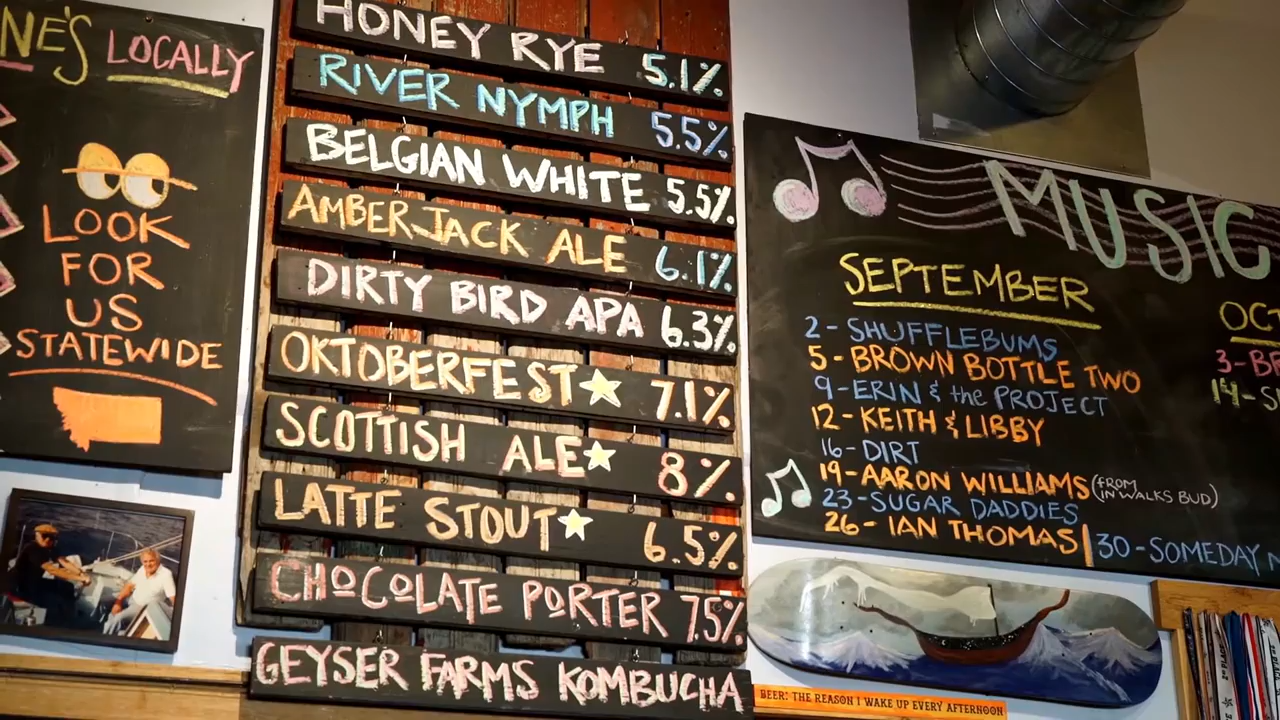 NE'S LOCALLY
LOOK
FOR
US
STATEWIDE
HONEY RYE 5.1%
RIVER NYMPH 5.5%
BELGIAN WHITE 5.5%
AMBERJACK ALE 6.1%
DIRTY BIRD APA 6.3%
OKTOBERFEST★ 7.1%
SCOTTISH ALE★ 8%
LATTE STOUT★ 6.5%
CHOCOLATE PORTER 7.5%
GEYSER FARMS KOMBUCHA
MUSIC
SEPTEMBER
2- SHUFFLEBUMS
5- BROWN BOTTLE TWO
9-ERIN & the PROJECT
12- KEITH & LIBBY
16- DIRT
19- AARON WILLIAMS (FROM IN WALKS BUD)
23-SUGAR DADDIES
26- IAN THOMAS
30-SOMEDAY
OCT
3-B
14-S
BEER: THE REASON I WAKE UP EVERY AFTERNOON